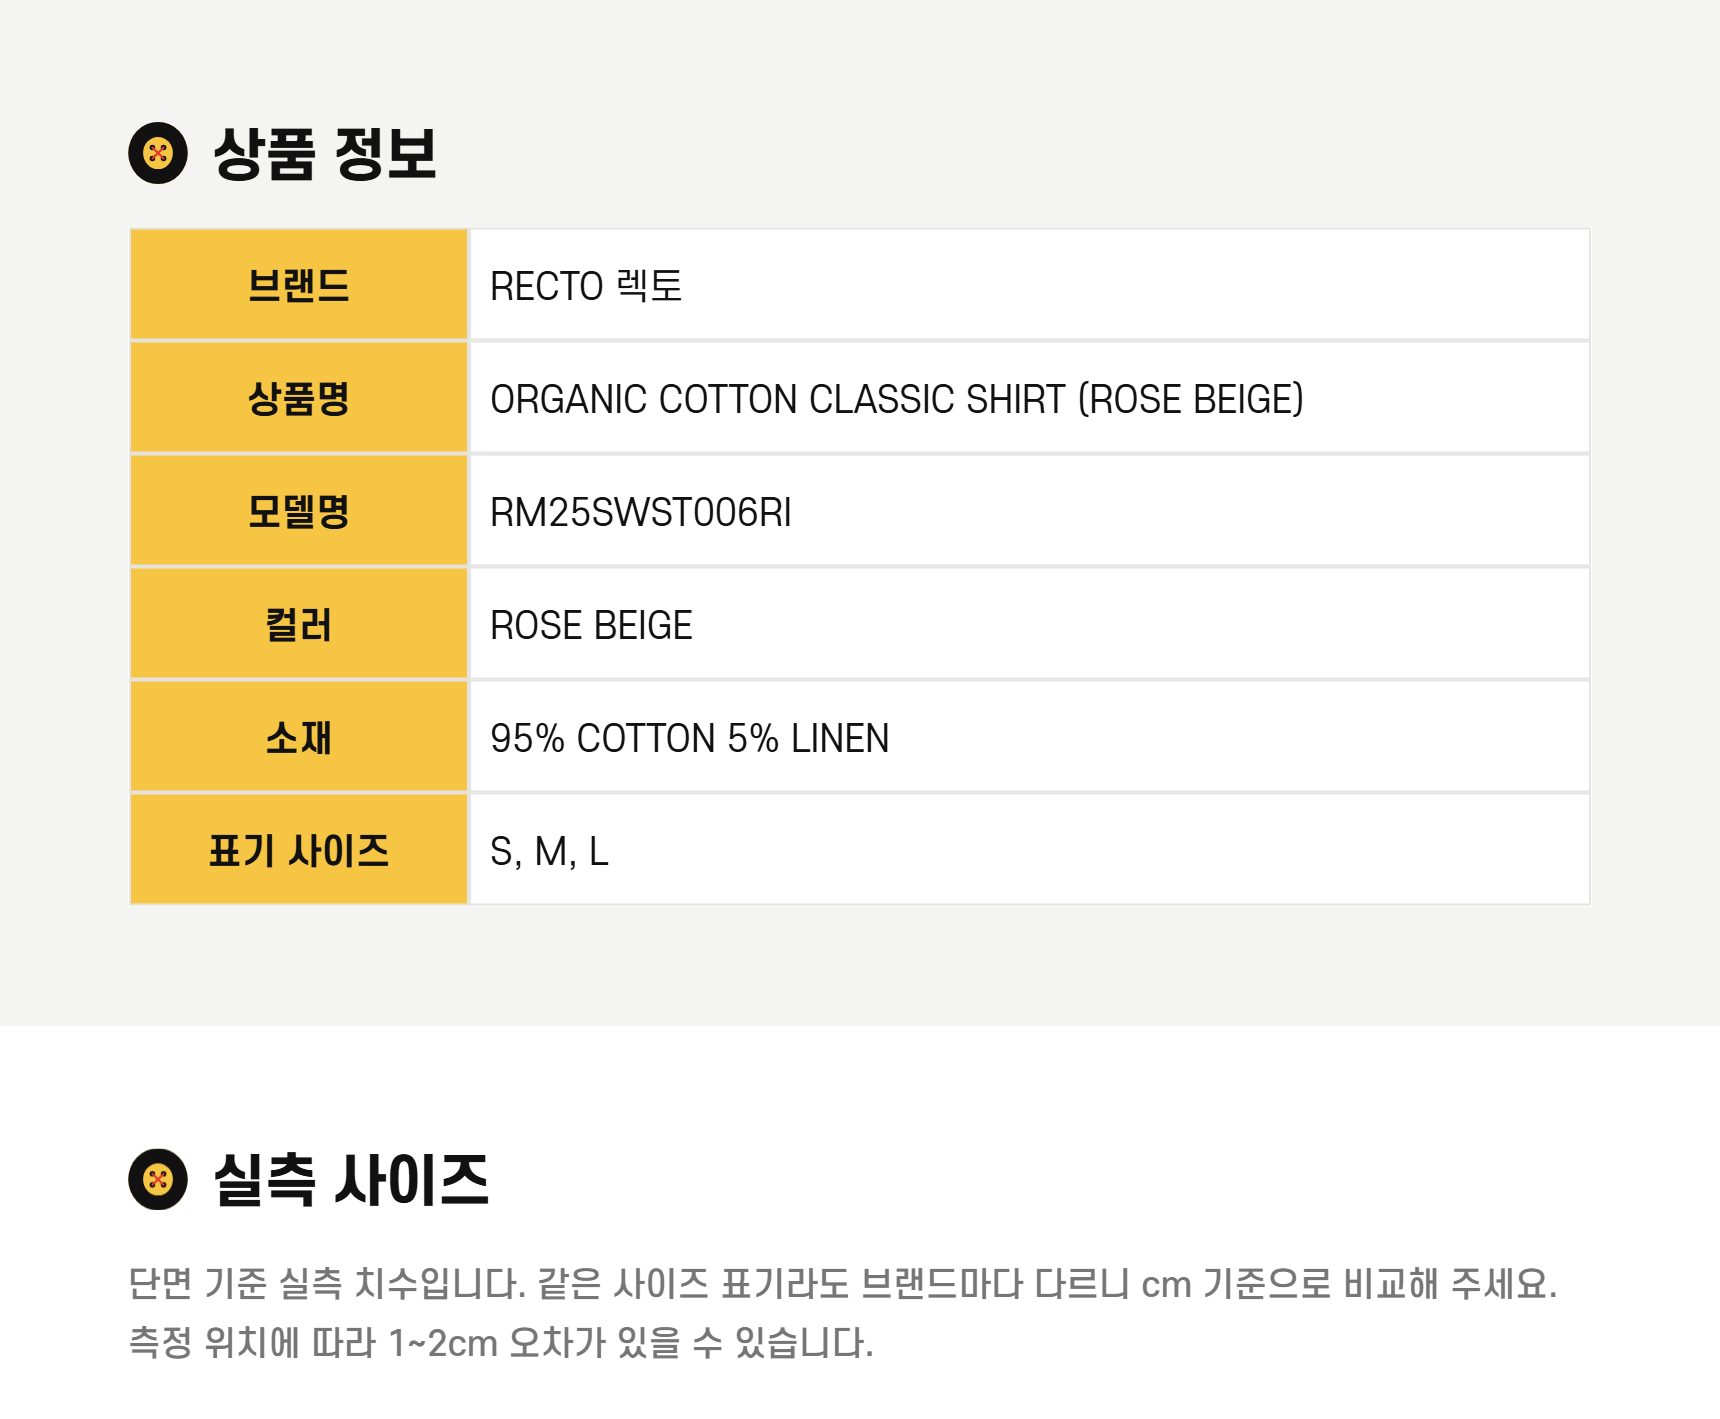 상품 정보
브랜드 RECTO 렉토
상품명 ORGANIC COTTON CLASSIC SHIRT (ROSE BEIGE)
모델명 RM25SWST006RI
컬러 ROSE BEIGE
소재 95% COTTON 5% LINEN
표기 사이즈 S, M, L
실측 사이즈
단면 기준 실측 치수입니다. 같은 사이즈 표기라도 브랜드마다 다르니 cm 기준으로 비교해 주세요.
측정 위치에 따라 1~2cm 오차가 있을 수 있습니다.